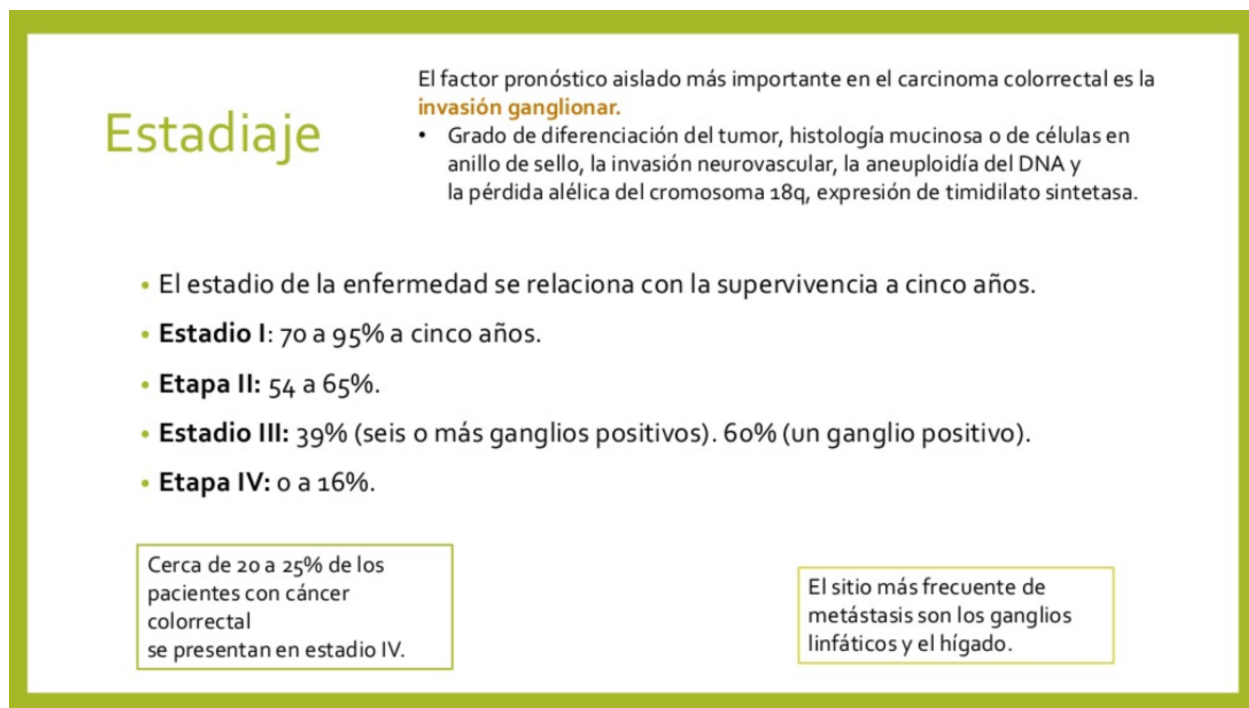 Estadiaje
El factor pronóstico aislado más importante en el carcinoma colorrectal es la
invasión ganglionar.
• Grado de diferenciación del tumor, histología mucinosa o de células en
anillo de sello, la invasión neurovascular, la aneuploidía del DNA y
la pérdida alélica del cromosoma 18q, expresión de timidilato sintetasa.
• El estadio de la enfermedad se relaciona con la supervivencia a cinco años.
• Estadio I: 70 a 95% a cinco años.
• Etapa II: 54 a 65%.
• Estadio III: 39% (seis o más ganglios positivos). 60% (un ganglio positivo).
• Etapa IV: 0 a 16%.
Cerca de 20 a 25% de los
pacientes con cáncer
colorrectal
se presentan en estadio IV.
El sitio más frecuente de
metástasis son los ganglios
linfáticos y el hígado.